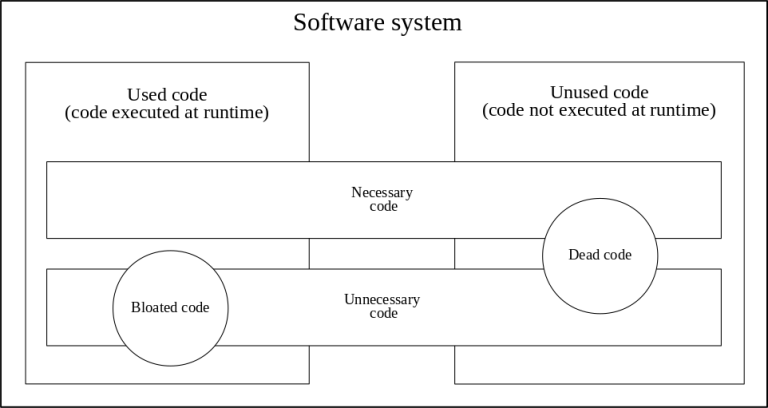 Software system
Used code
(code executed at runtime)
Unused code
(code not executed at runtime)
Necessary
code
Dead code
Bloated code
Unnecessary
code